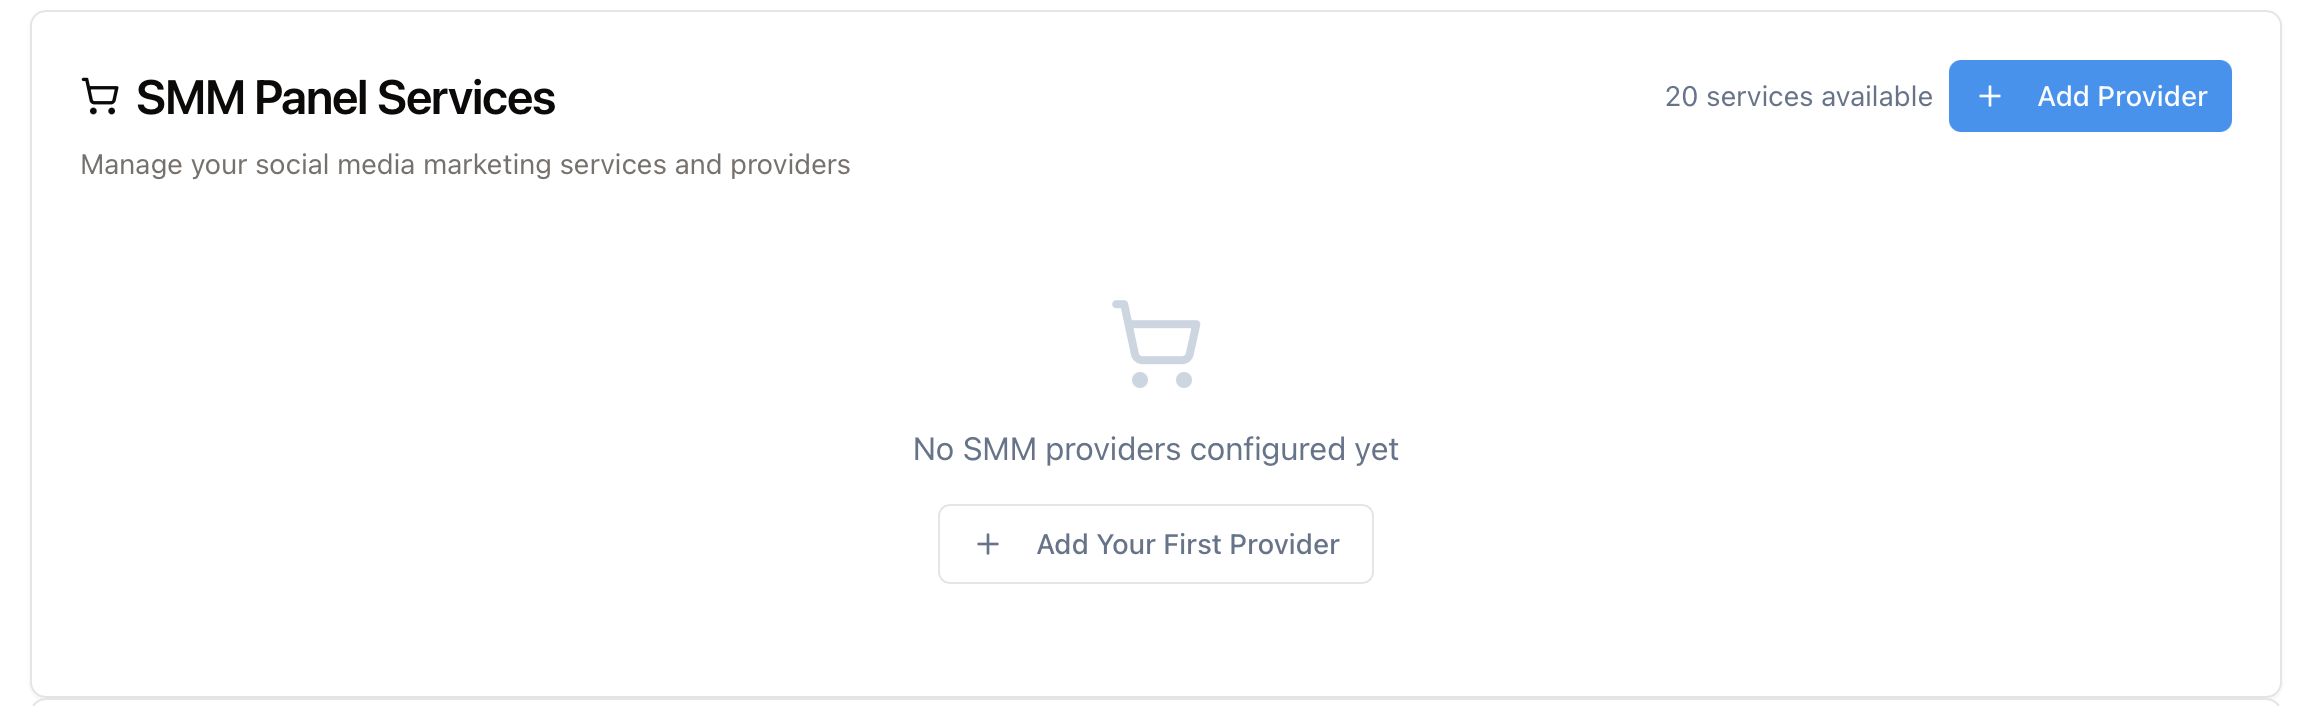 SMM Panel Services
20 services available
Add Provider
Manage your social media marketing services and providers
No SMM providers configured yet
Add Your First Provider